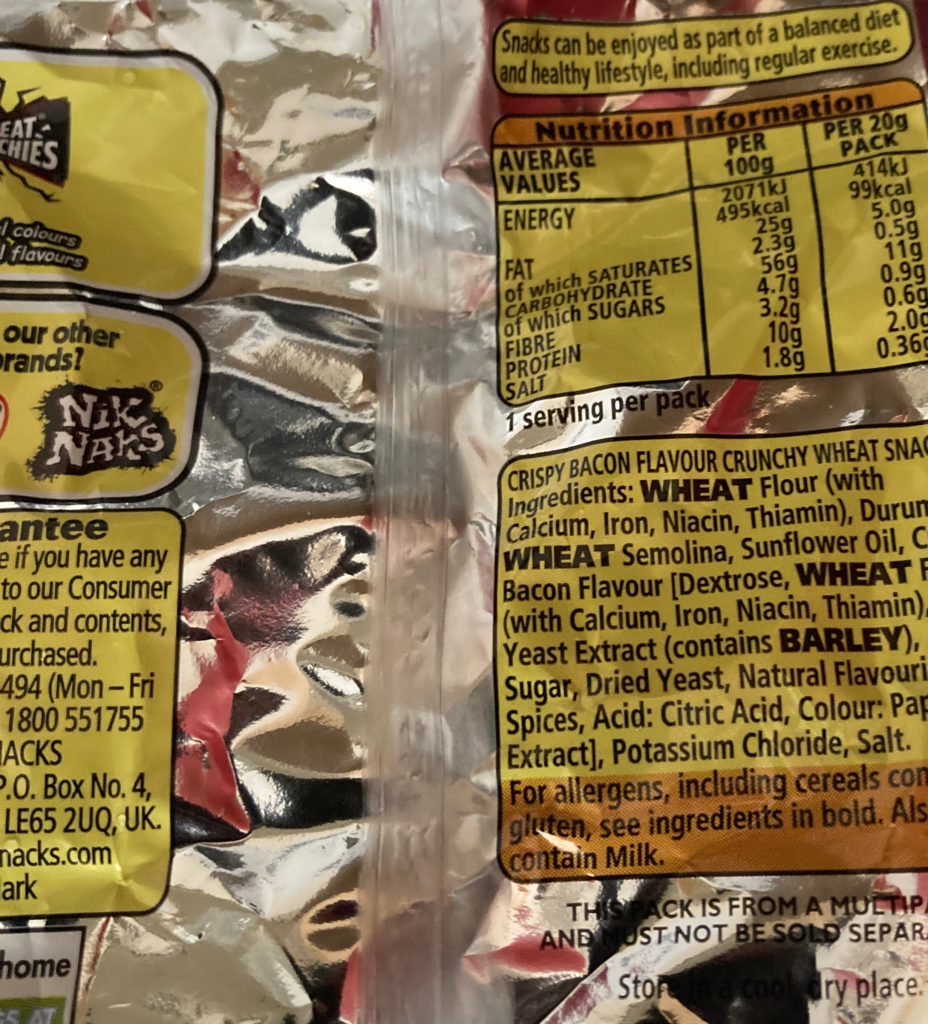 EAT
CHIES
l colours
l flavours
our other
brands?
NiK
NAKS®
antee
e if you have any
to our Consumer
ck and contents,
urchased.
494 (Mon – Fri
1800 551755
NACKS
P.O. Box No. 4,
LE65 2UQ, UK.
nacks.com
ark
home
Snacks can be enjoyed as part of a balanced diet
and healthy lifestyle, including regular exercise.
Nutrition Information
AVERAGE VALUES PER 100g PER 20g PACK
ENERGY 2071kJ 414kJ
495kcal 99kcal
FAT 25g 5.0g
of which SATURATES 2.3g 0.5g
CARBOHYDRATE 56g 11g
of which SUGARS 4.7g 0.9g
FIBRE 3.2g 0.6g
PROTEIN 10g 2.0g
SALT 1.8g 0.36g
1 serving per pack
CRISPY BACON FLAVOUR CRUNCHY WHEAT SNAC
Ingredients: WHEAT Flour (with
Calcium, Iron, Niacin, Thiamin), Durum
WHEAT Semolina, Sunflower Oil, C
Bacon Flavour [Dextrose, WHEAT F
(with Calcium, Iron, Niacin, Thiamin),
Yeast Extract (contains BARLEY),
Sugar, Dried Yeast, Natural Flavouri
Spices, Acid: Citric Acid, Colour: Pap
Extract], Potassium Chloride, Salt.
For allergens, including cereals con
gluten, see ingredients in bold. Als
contain Milk.
THIS PACK IS FROM A MULTIPA
AND MUST NOT BE SOLD SEPAR
Store in a cool, dry place.